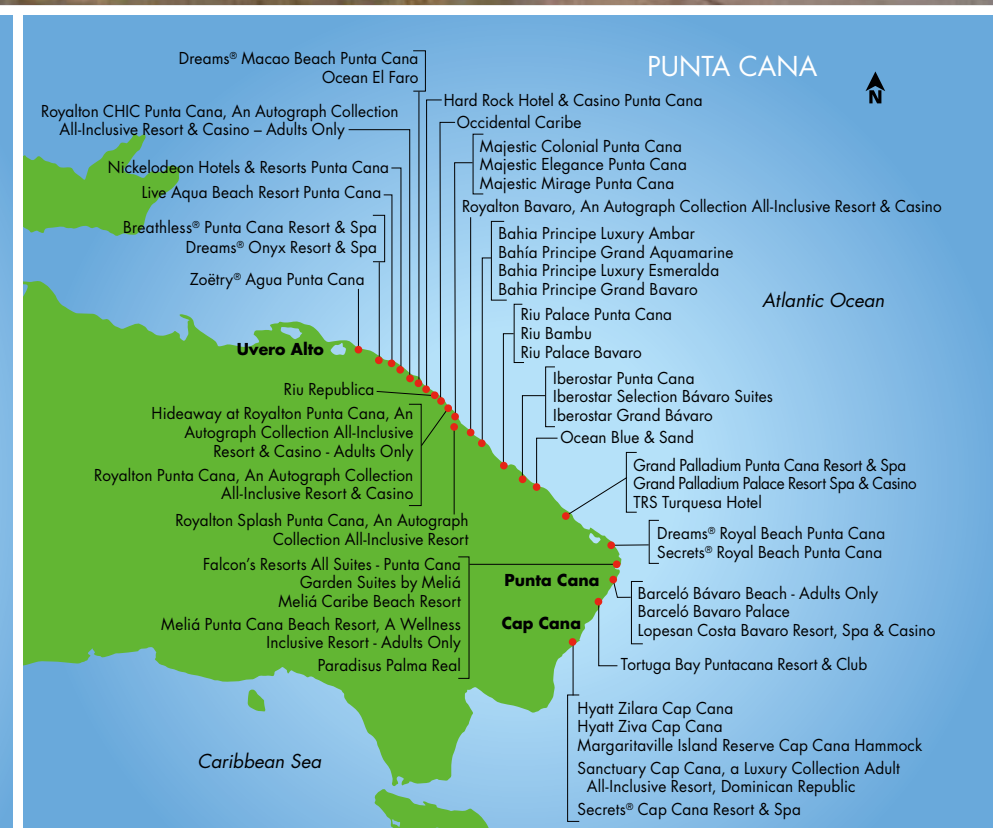 PUNTA CANA
N
Dreams® Macao Beach Punta Cana
Ocean El Faro
Hard Rock Hotel & Casino Punta Cana
Royalton CHIC Punta Cana, An Autograph Collection
All-Inclusive Resort & Casino – Adults Only
Occidental Caribe
Majestic Colonial Punta Cana
Majestic Elegance Punta Cana
Majestic Mirage Punta Cana
Nickelodeon Hotels & Resorts Punta Cana
Live Aqua Beach Resort Punta Cana
Royalton Bavaro, An Autograph Collection All-Inclusive Resort & Casino
Breathless® Punta Cana Resort & Spa
Dreams® Onyx Resort & Spa
Bahia Principe Luxury Ambar
Bahía Principe Grand Aquamarine
Bahia Principe Luxury Esmeralda
Bahia Principe Grand Bavaro
Zoëtry® Agua Punta Cana
Atlantic Ocean
Riu Palace Punta Cana
Riu Bambu
Riu Palace Bavaro
Uvero Alto
Iberostar Punta Cana
Iberostar Selection Bávaro Suites
Iberostar Grand Bávaro
Riu Republica
Hideaway at Royalton Punta Cana, An
Autograph Collection All-Inclusive
Resort & Casino - Adults Only
Ocean Blue & Sand
Royalton Punta Cana, An Autograph Collection
All-Inclusive Resort & Casino
Grand Palladium Punta Cana Resort & Spa
Grand Palladium Palace Resort Spa & Casino
TRS Turquesa Hotel
Royalton Splash Punta Cana, An Autograph
Collection All-Inclusive Resort
Dreams® Royal Beach Punta Cana
Secrets® Royal Beach Punta Cana
Falcon's Resorts All Suites - Punta Cana
Garden Suites by Meliá
Meliá Caribe Beach Resort
Meliá Punta Cana Beach Resort, A Wellness
Inclusive Resort - Adults Only
Paradisus Palma Real
Punta Cana
Barceló Bávaro Beach - Adults Only
Barceló Bavaro Palace
Lopesan Costa Bavaro Resort, Spa & Casino
Cap Cana
Tortuga Bay Puntacana Resort & Club
Hyatt Zilara Cap Cana
Hyatt Ziva Cap Cana
Margaritaville Island Reserve Cap Cana Hammock
Sanctuary Cap Cana, a Luxury Collection Adult
All-Inclusive Resort, Dominican Republic
Secrets® Cap Cana Resort & Spa
Caribbean Sea